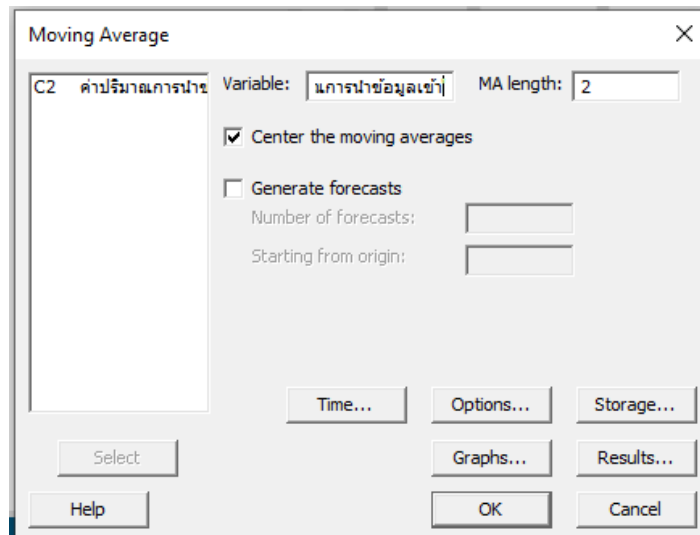 Moving Average
C2 ค่าปริมาณการนำข
Variable: แการนำข้อมูลเข้า MA length: 2
Center the moving averages
Generate forecasts
Number of forecasts:
Starting from origin:
Time... Options... Storage...
Select Graphs... Results...
Help OK Cancel